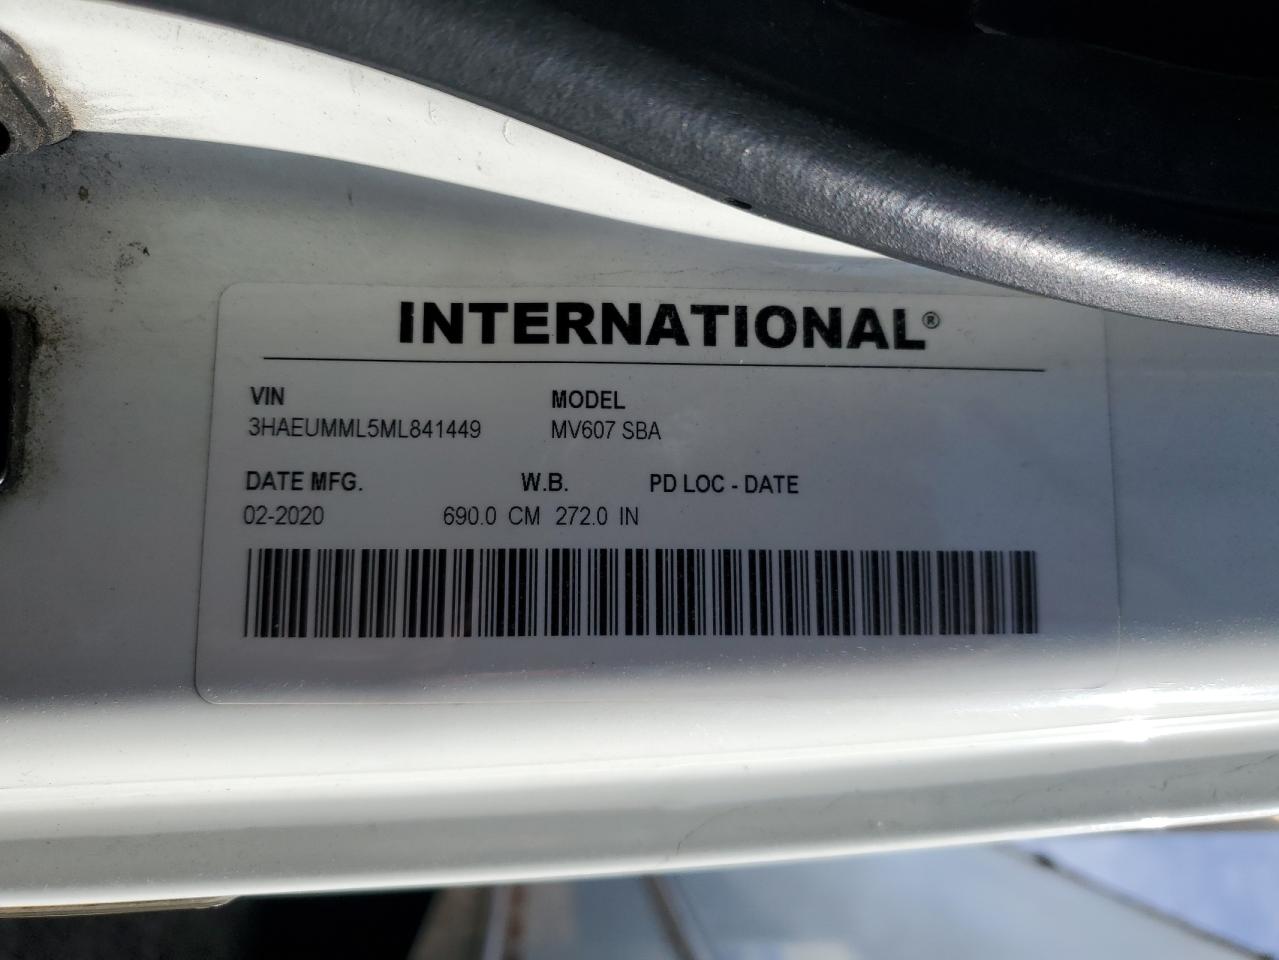 INTERNATIONAL®
VIN MODEL
3HAEUMML5ML841449 MV607 SBA
DATE MFG. W.B. PD LOC - DATE
02-2020 690.0 CM 272.0 IN